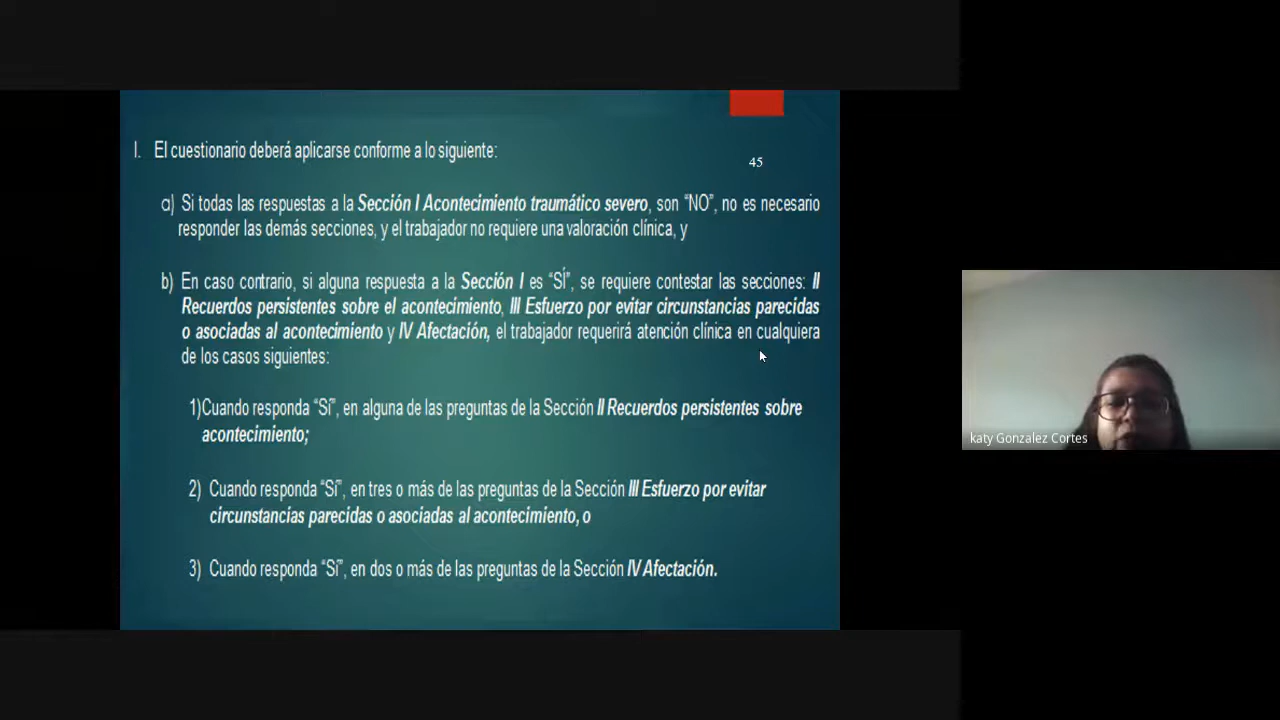 I. El cuestionario deberá aplicarse conforme a lo siguiente:
45
a) Si todas las respuestas a la Sección I Acontecimiento traumático severo, son “NO”, no es necesario
responder las demás secciones, y el trabajador no requiere una valoración clínica, y
b) En caso contrario, si alguna respuesta a la Sección I es “SÍ”, se requiere contestar las secciones: II
Recuerdos persistentes sobre el acontecimiento, III Esfuerzo por evitar circunstancias parecidas
o asociadas al acontecimiento y IV Afectación, el trabajador requerirá atención clínica en cualquiera
de los casos siguientes:
1)Cuando responda “Sí”, en alguna de las preguntas de la Sección II Recuerdos persistentes sobre
acontecimiento;
2) Cuando responda “Sí”, en tres o más de las preguntas de la Sección III Esfuerzo por evitar
circunstancias parecidas o asociadas al acontecimiento, o
3) Cuando responda “Sí”, en dos o más de las preguntas de la Sección IV Afectación.
katy Gonzalez Cortes